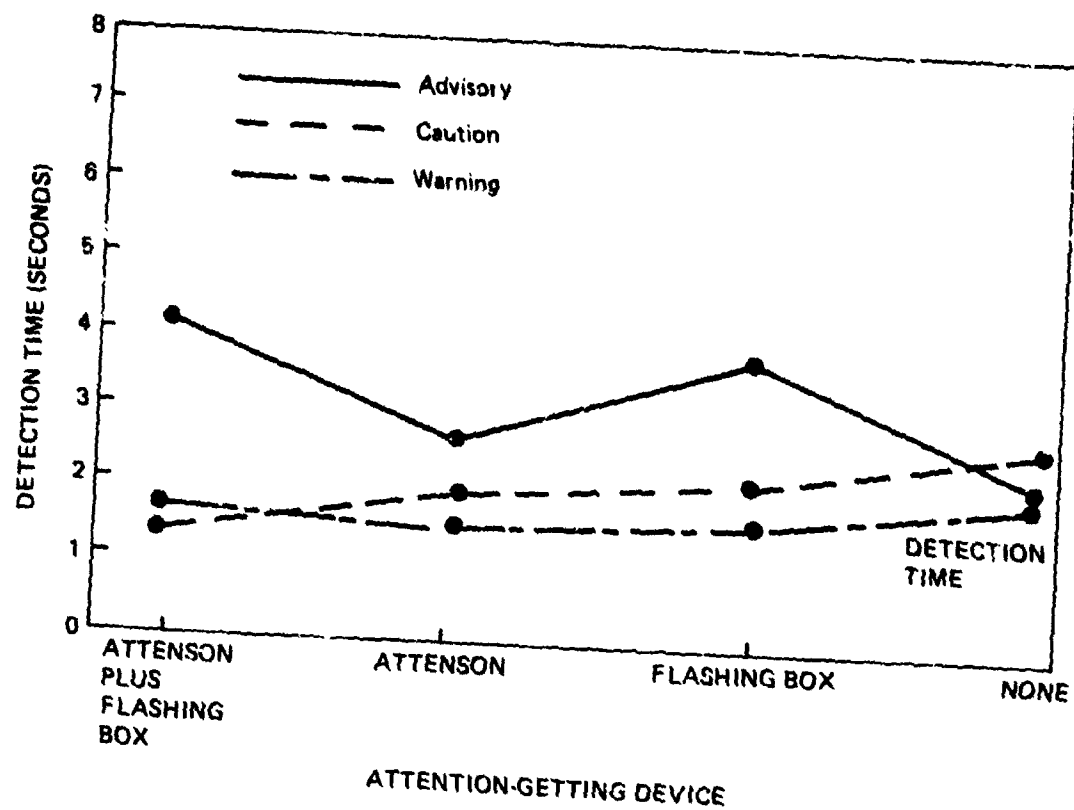 8
7
6
5
4
3
2
1
0
DETECTION TIME (SECONDS)
Advisory
Caution
Warning
DETECTION
TIME
ATTENSON
PLUS
FLASHING
BOX
ATTENSON
FLASHING BOX
NONE
ATTENTION-GETTING DEVICE